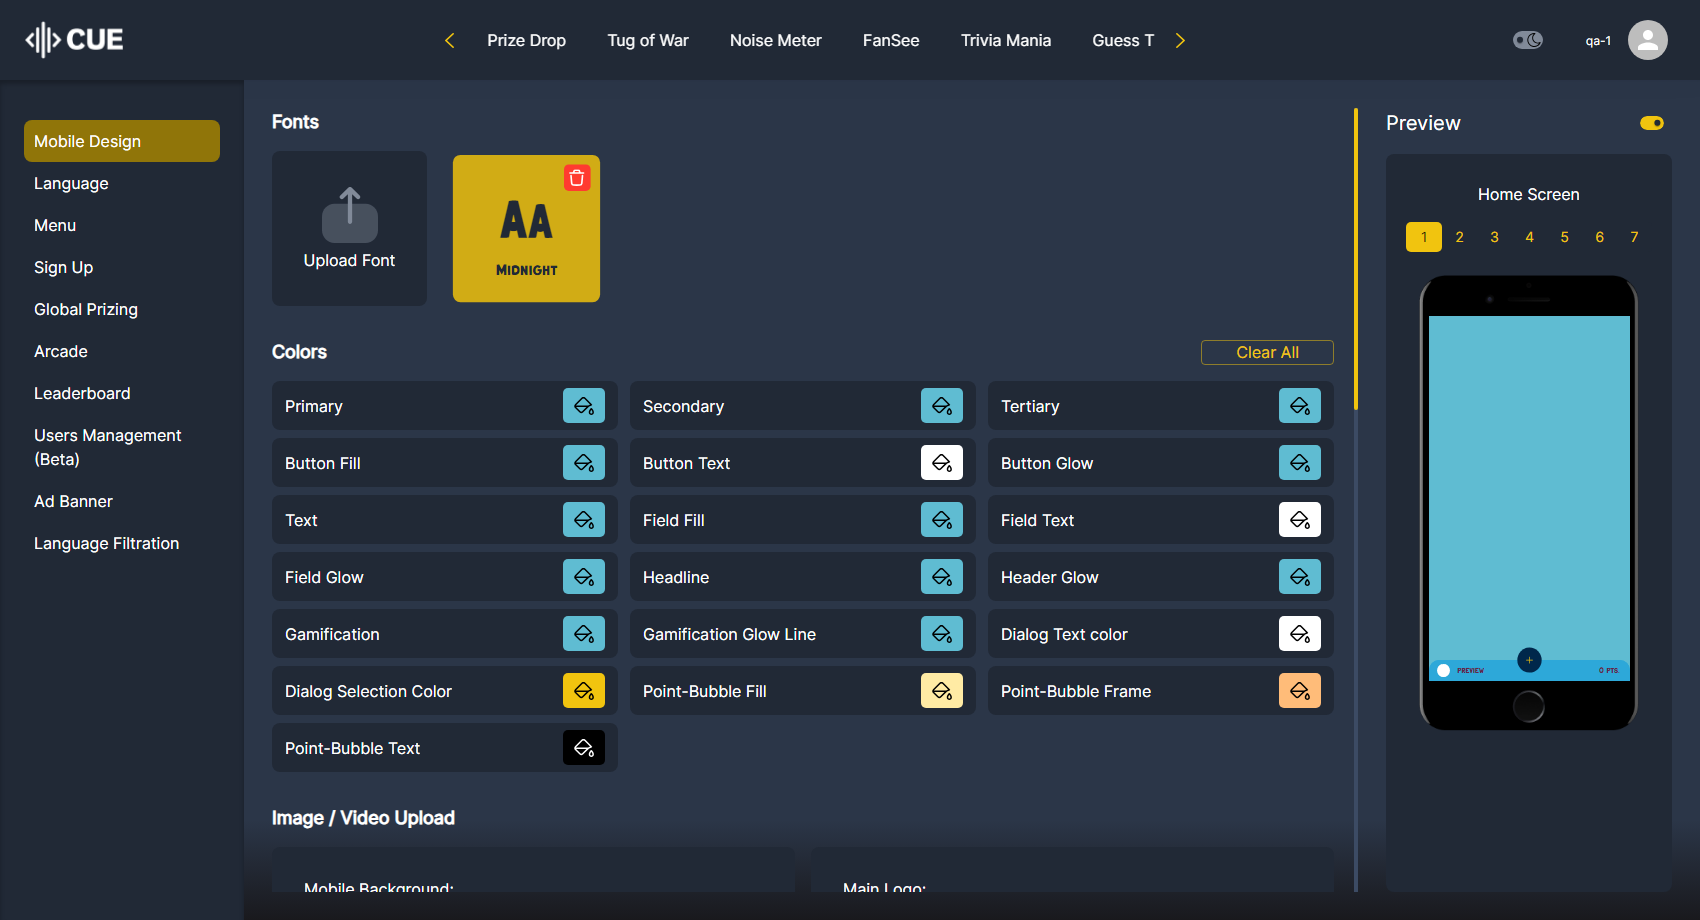 CUE
Prize Drop
Tug of War
Noise Meter
FanSee
Trivia Mania
Guess T
qa-1
Mobile Design
Language
Menu
Sign Up
Global Prizing
Arcade
Leaderboard
Users Management
(Beta)
Ad Banner
Language Filtration
Fonts
Upload Font
AA
MIDNIGHT
Colors
Clear All
Primary
Secondary
Tertiary
Button Fill
Button Text
Button Glow
Text
Field Fill
Field Text
Field Glow
Headline
Header Glow
Gamification
Gamification Glow Line
Dialog Text color
Dialog Selection Color
Point-Bubble Fill
Point-Bubble Frame
Point-Bubble Text
Image / Video Upload
Mobile Background:
Main Logo:
Preview
Home Screen
1 2 3 4 5 6 7
PREVIEW
+
0 PTS